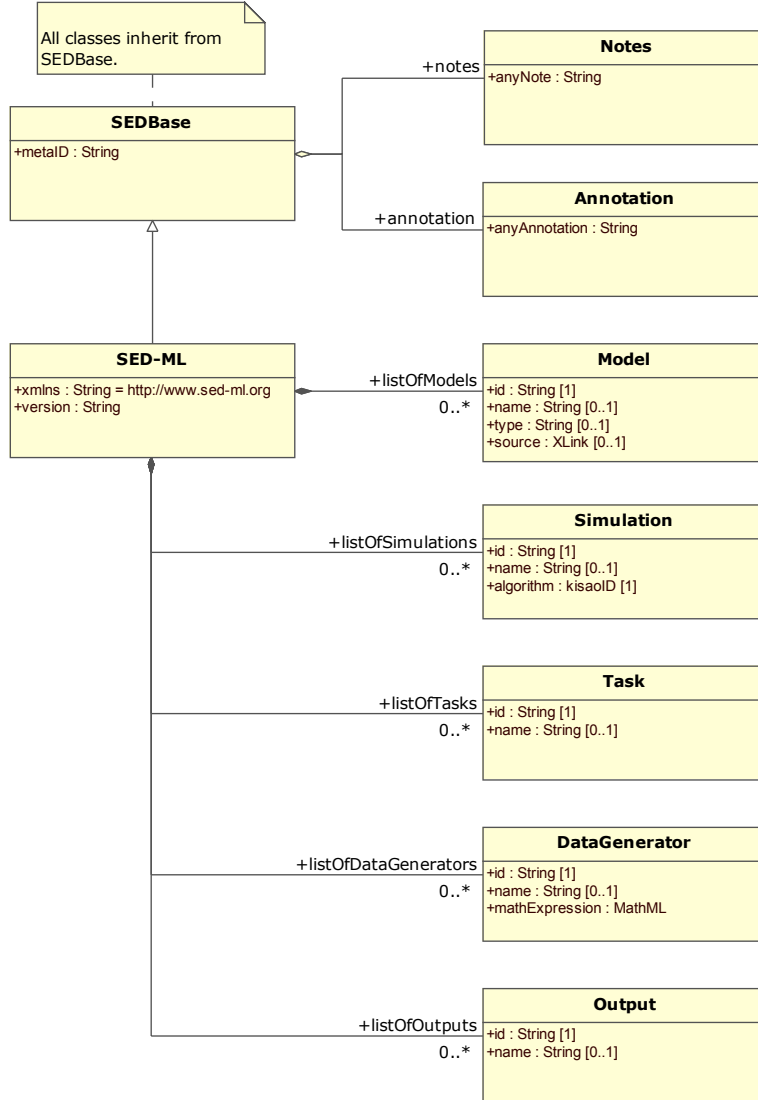 All classes inherit from
SEDBase.
SEDBase
+metaID : String
+notes
Notes
+anyNote : String
+annotation
Annotation
+anyAnnotation : String
SED-ML
+xmlns : String = http://www.sed-ml.org
+version : String
+listOfModels
0..*
Model
+id : String [1]
+name : String [0..1]
+type : String [0..1]
+source : XLink [0..1]
+listOfSimulations
0..*
Simulation
+id : String [1]
+name : String [0..1]
+algorithm : kisaoID [1]
+listOfTasks
0..*
Task
+id : String [1]
+name : String [0..1]
+listOfDataGenerators
0..*
DataGenerator
+id : String [1]
+name : String [0..1]
+mathExpression : MathML
+listOfOutputs
0..*
Output
+id : String [1]
+name : String [0..1]